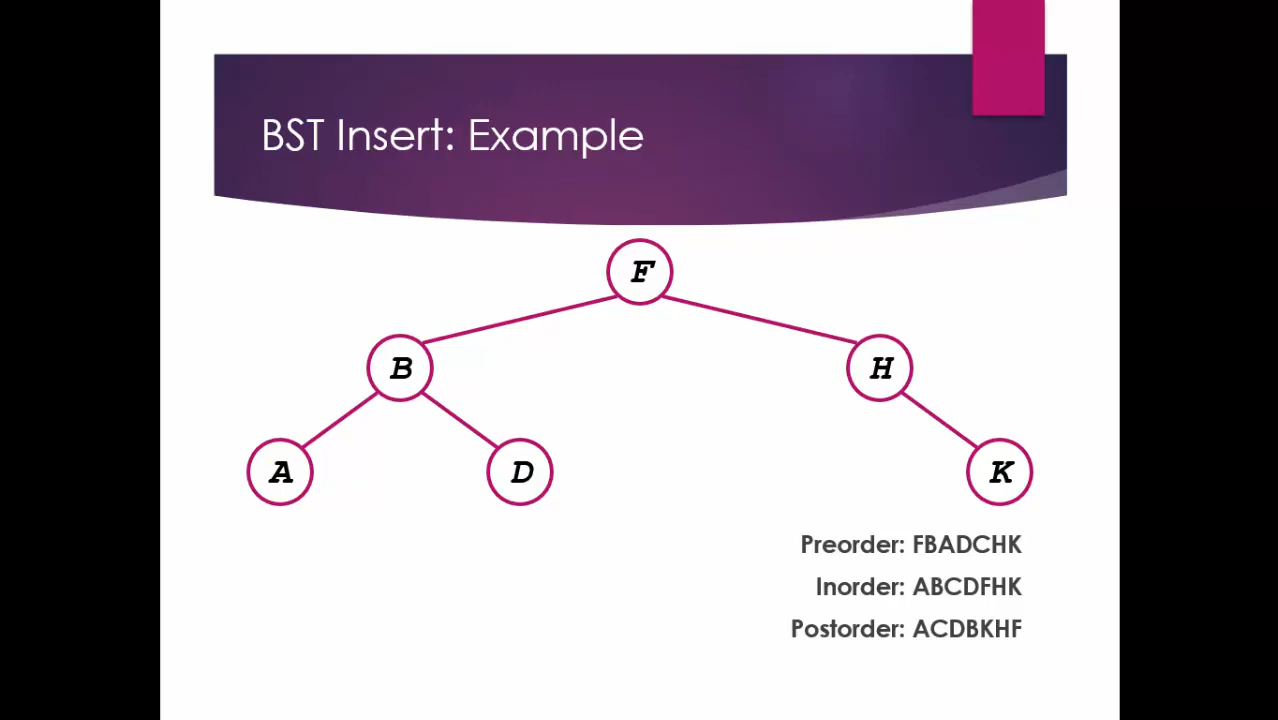 BST Insert: Example
F
B
H
A
D
K
Preorder: FBADCHK
Inorder: ABCDFHK
Postorder: ACDBKHF